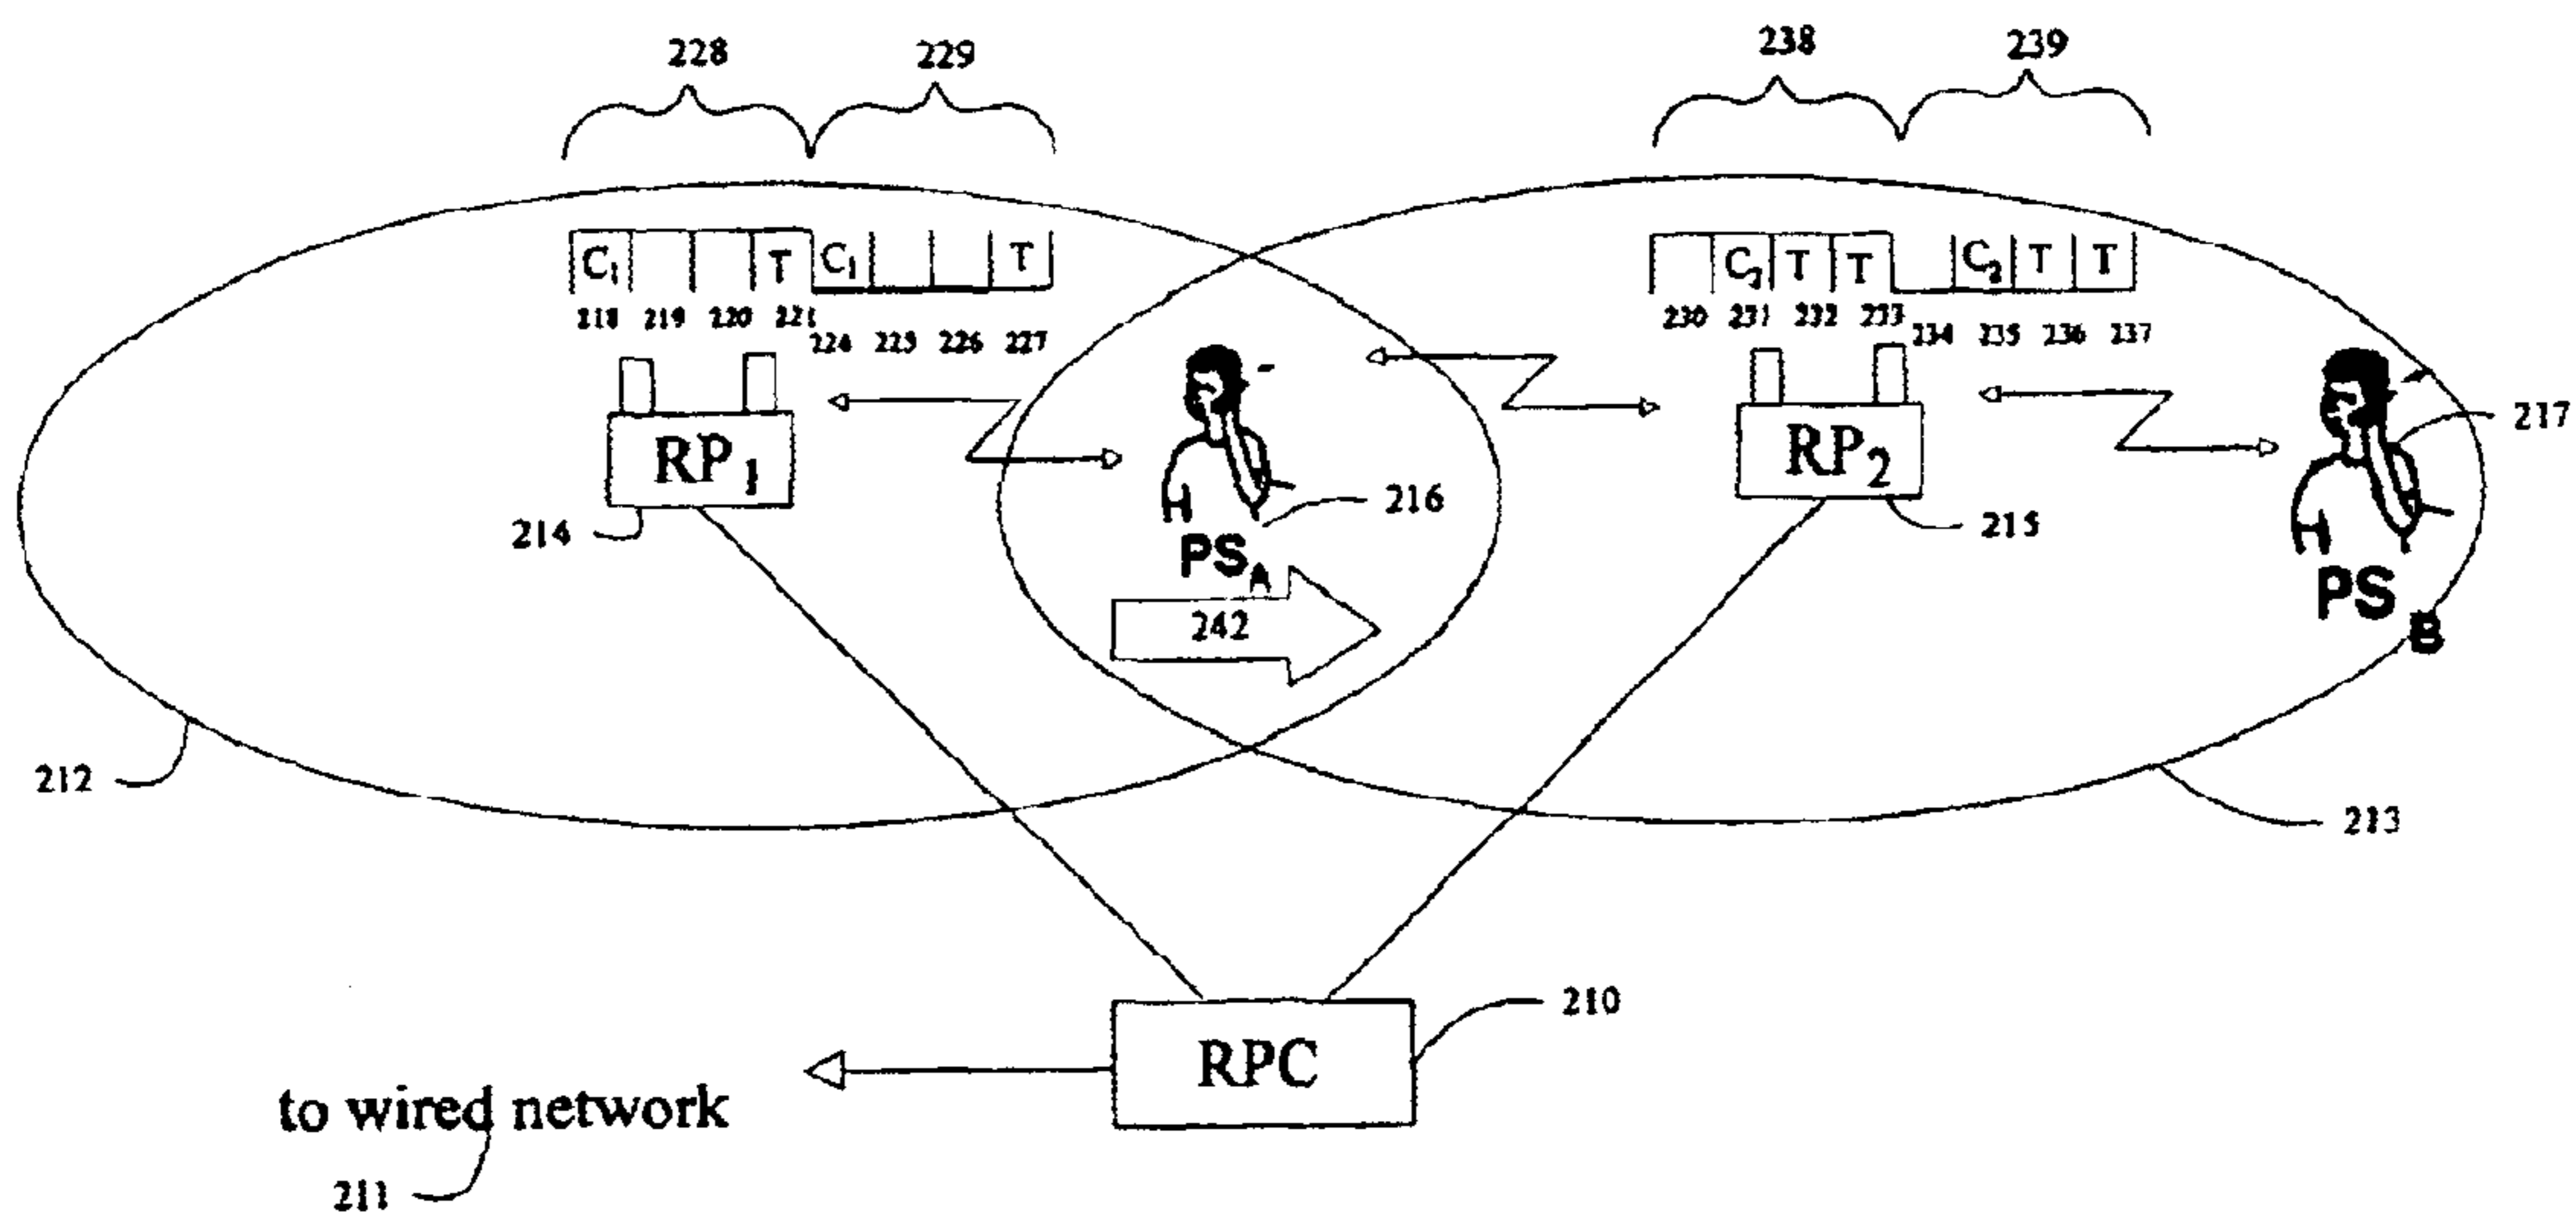 228 229 238 239
C1 T C1 T
C2 T T C2 T T
218 219 220 221 224 225 226 227
230 231 232 233 234 235 236 237
RP1
RP2
217
214
216
215
PSA
PSB
242
212
213
210
RPC
to wired network
211